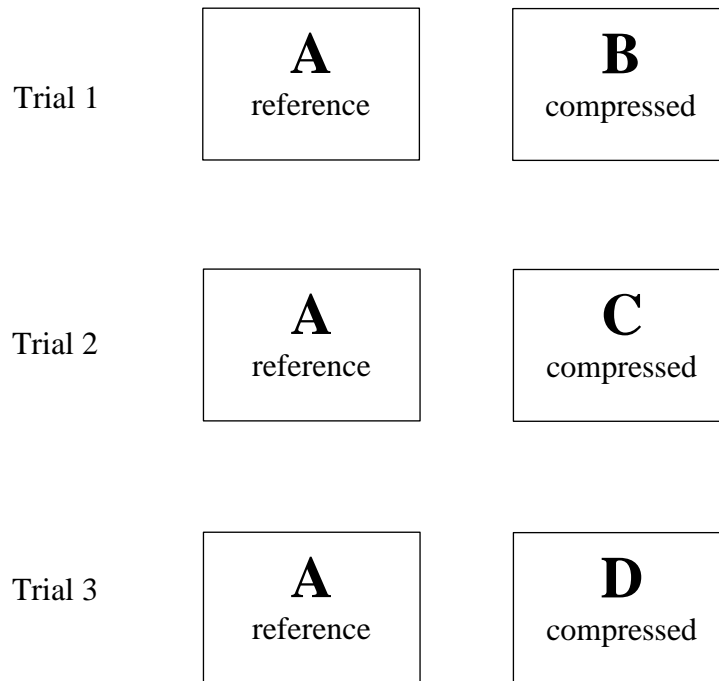 Trial 1
A
reference
B
compressed
Trial 2
A
reference
C
compressed
Trial 3
A
reference
D
compressed